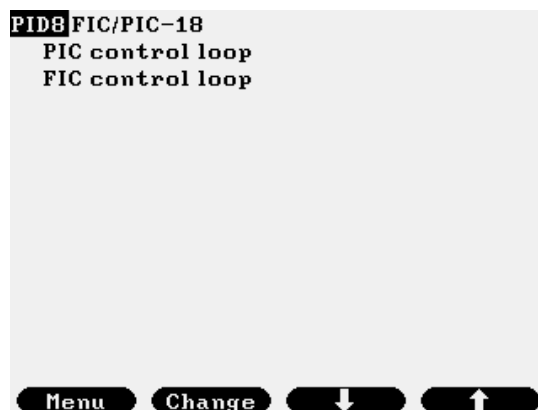 PID8 FIC/PIC-18
PIC control loop
FIC control loop
Menu Change ↓ ↑